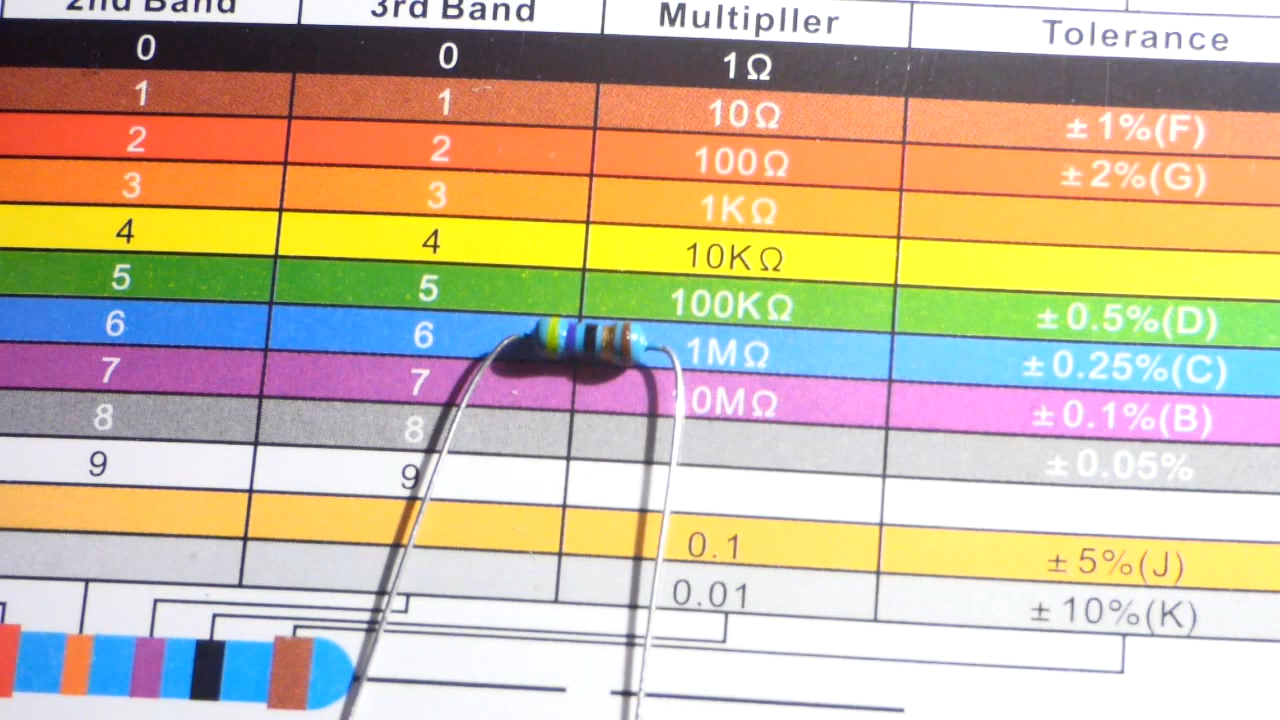 2nd Band 3rd Band Multipller Tolerance
0 0 1Ω
1 1 10Ω ±1%(F)
2 2 100Ω ±2%(G)
3 3 1KΩ
4 4 10KΩ
5 5 100KΩ ±0.5%(D)
6 6 1MΩ ±0.25%(C)
7 7 0MΩ ±0.1%(B)
8 8 ±0.05%
9 9
0.1 ±5%(J)
0.01 ±10%(K)